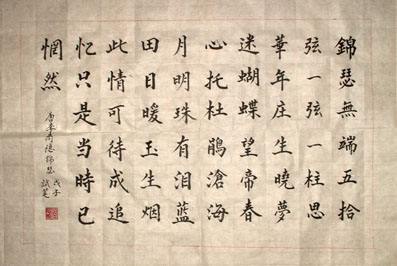 錦瑟無端五拾
弦一弦一柱思
華年庄生曉夢
迷蝴蝶望帝春
心托杜鵑滄海
月明珠有泪藍
田日暖玉生烟
此情可待成追
忆只是当時已
惘然
唐李商隱錦瑟
戊子
試筆